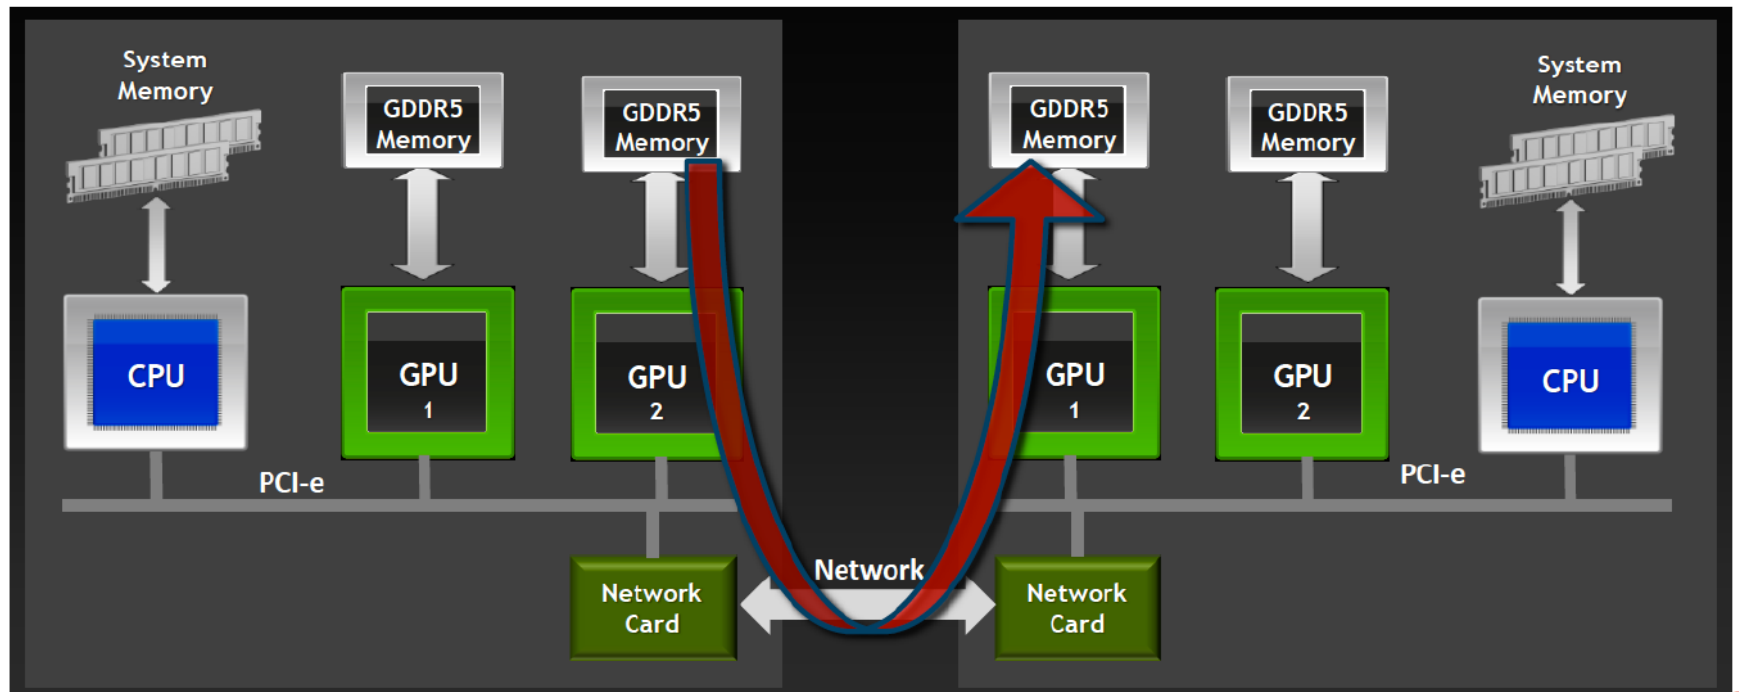 System
Memory
GDDR5
Memory
GDDR5
Memory
CPU
GPU
1
GPU
2
PCI-e
Network
Card
Network
GDDR5
Memory
GDDR5
Memory
System
Memory
GPU
1
GPU
2
CPU
PCI-e
Network
Card